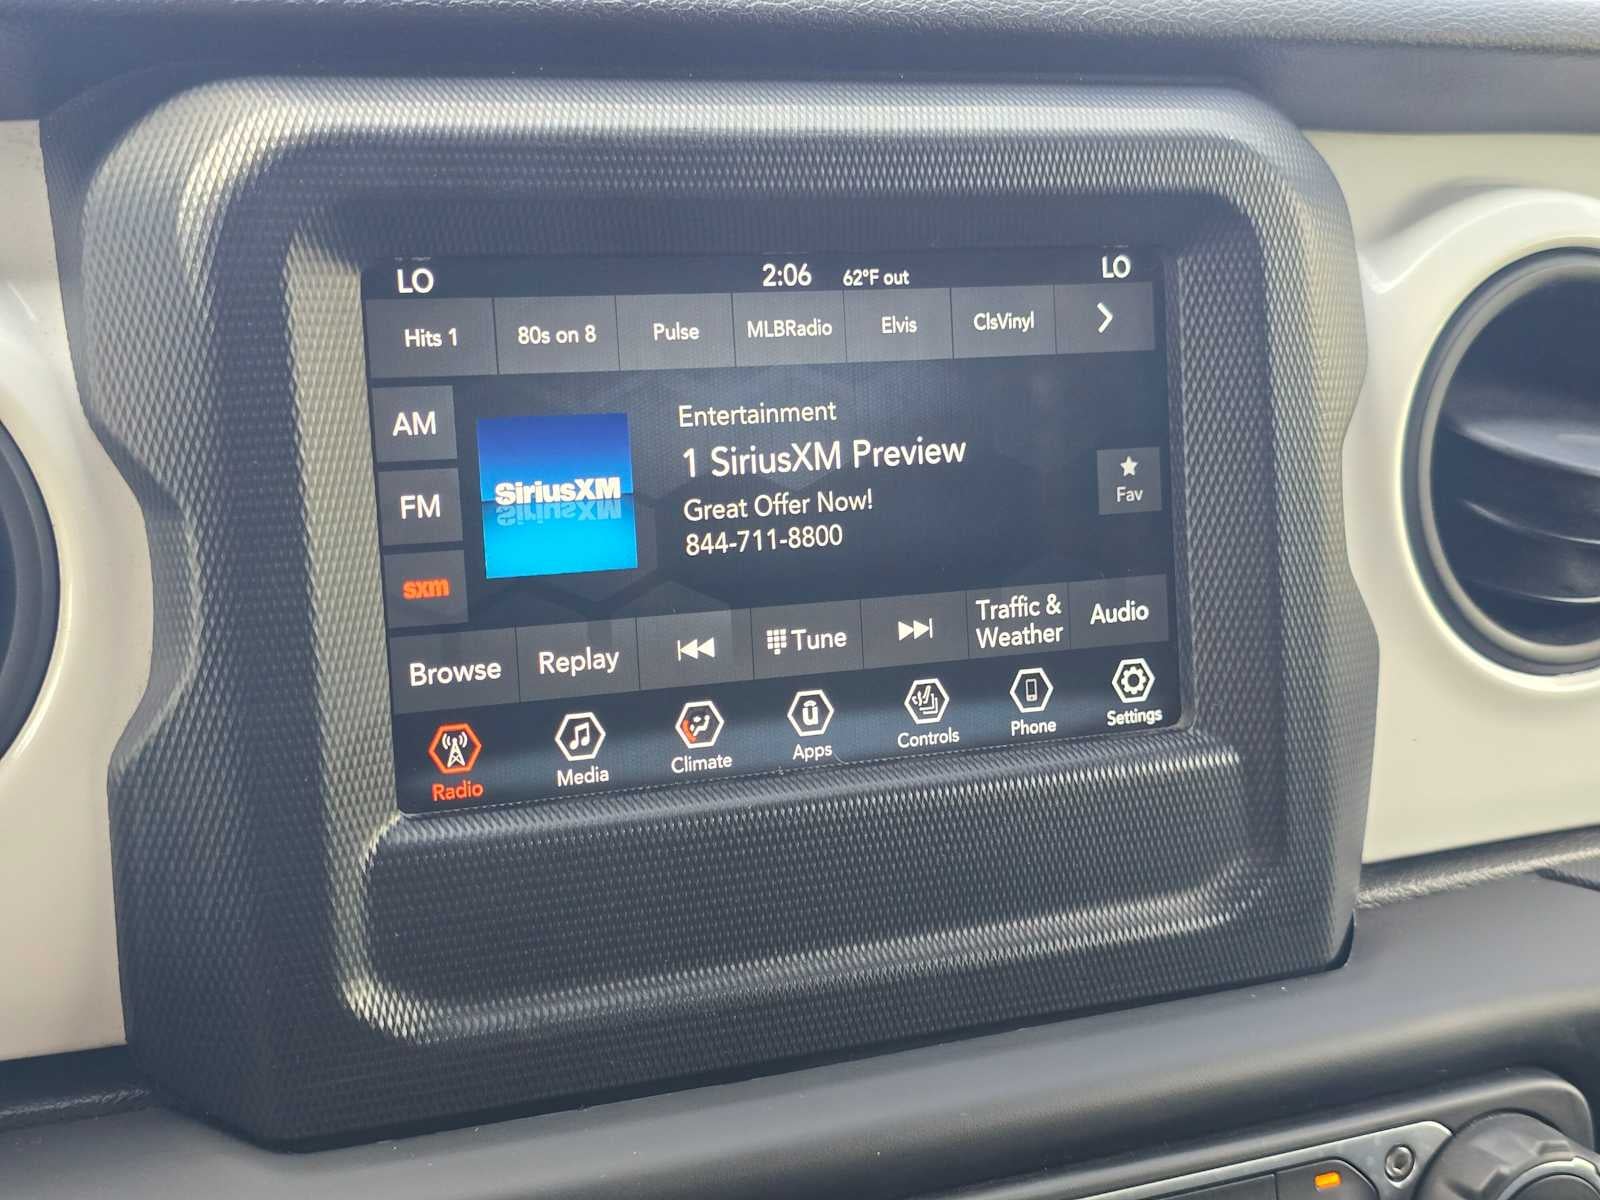 LO 2:06 62°F out LO
Hits 1 80s on 8 Pulse MLBRadio Elvis ClsVinyl
AM
FM
sxm
SiriusXM
Entertainment
1 SiriusXM Preview
Great Offer Now!
844-711-8800
Fav
Browse Replay Tune Traffic & Weather Audio
Radio Media Climate Apps Controls Phone Settings